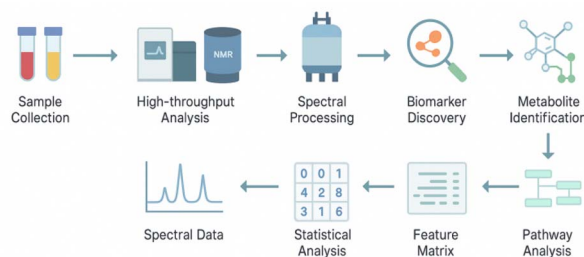 NMR
Sample
Collection
High-throughput
Analysis
Spectral
Processing
Biomarker
Discovery
Metabolite
Identification
0 0 1
4 2 8
3 1 6
Spectral Data
Statistical
Analysis
Feature
Matrix
Pathway
Analysis